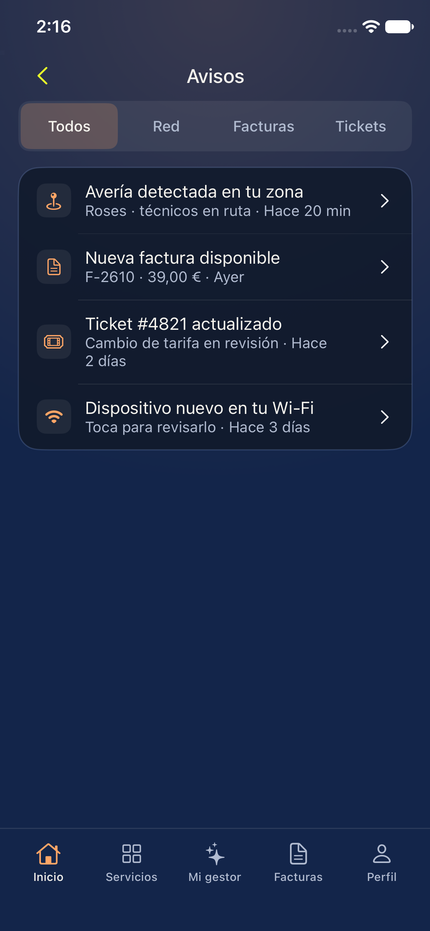 2:16
Avisos
Todos Red Facturas Tickets
Avería detectada en tu zona
Roses · técnicos en ruta · Hace 20 min
Nueva factura disponible
F-2610 · 39,00 € · Ayer
Ticket #4821 actualizado
Cambio de tarifa en revisión · Hace
2 días
Dispositivo nuevo en tu Wi-Fi
Toca para revisarlo · Hace 3 días
Inicio Servicios Mi gestor Facturas Perfil